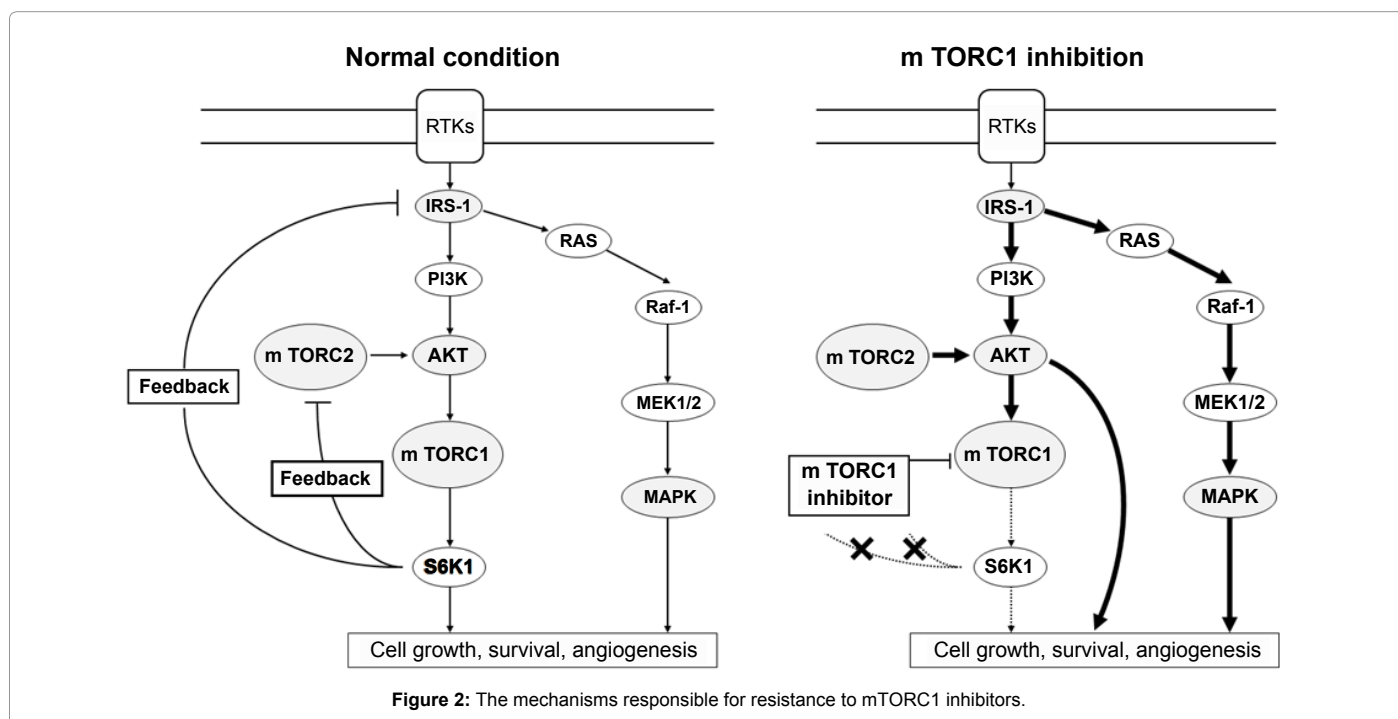 Normal condition
RTKs
IRS-1
RAS
PI3K
Raf-1
m TORC2
AKT
Feedback
MEK1/2
m TORC1
Feedback
MAPK
S6K1
Cell growth, survival, angiogenesis
m TORC1 inhibition
RTKs
IRS-1
RAS
PI3K
Raf-1
m TORC2
AKT
MEK1/2
m TORC1
m TORC1
inhibitor
MAPK
S6K1
Cell growth, survival, angiogenesis
Figure 2: The mechanisms responsible for resistance to mTORC1 inhibitors.